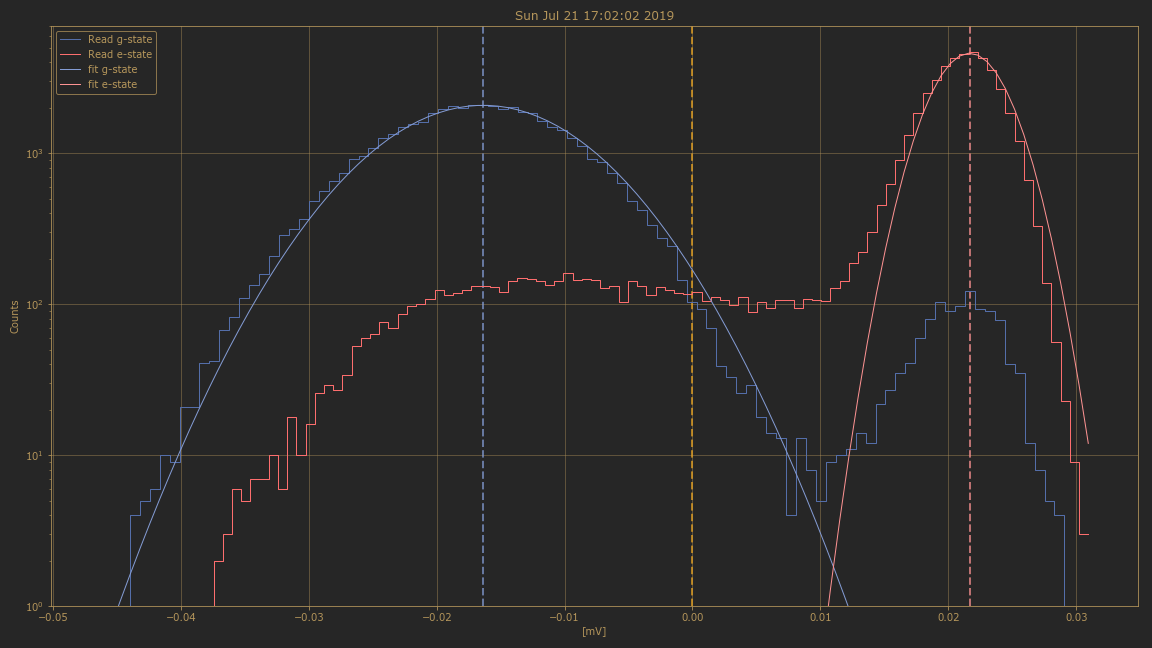 Sun Jul 21 17:02:02 2019
Read g-state
Read e-state
fit g-state
fit e-state
Counts
10³
10²
10¹
10⁰
−0.05 −0.04 −0.03 −0.02 −0.01 0.00 0.01 0.02 0.03
[mV]